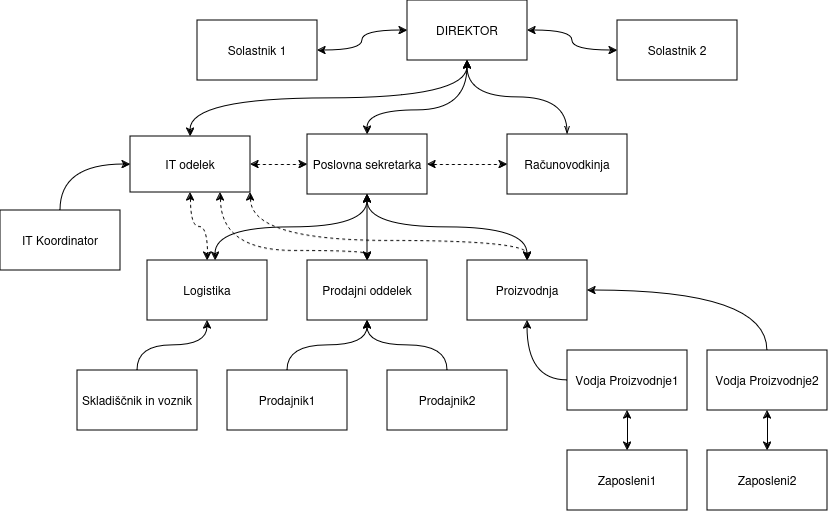 DIREKTOR
Solastnik 1
Solastnik 2
IT odelek
Poslovna sekretarka
Računovodkinja
IT Koordinator
Logistika
Prodajni oddelek
Proizvodnja
Skladiščnik in voznik
Prodajnik1
Prodajnik2
Vodja Proizvodnje1
Vodja Proizvodnje2
Zaposleni1
Zaposleni2